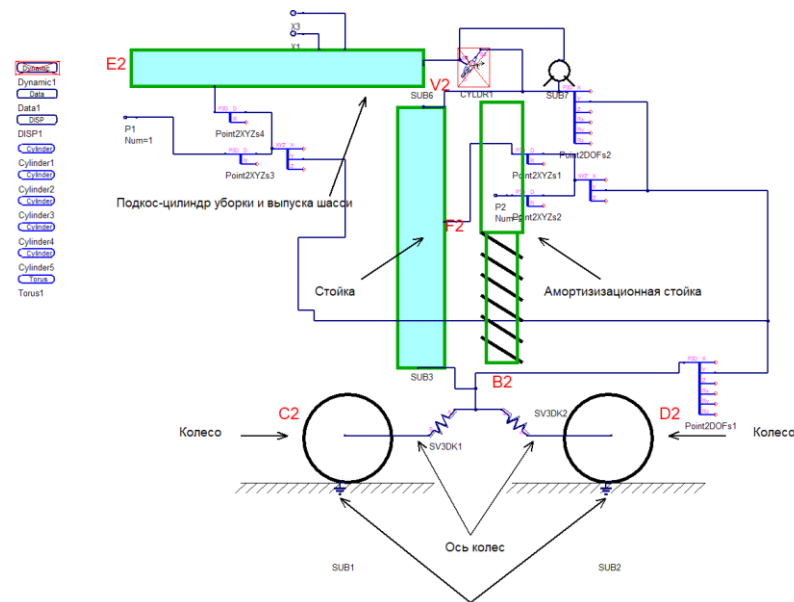 X3
X1
E2
V2
Dynamic
Dynamic1
Data
Data1
DISP
DISP1
Cylinder
Cylinder1
Cylinder
Cylinder2
Cylinder
Cylinder3
Cylinder
Cylinder4
Cylinder
Cylinder5
Torus
Torus1
SUB6
CYLDR1
SUB7
P1
Num=1
Point2XYZs4
Point2XYZs3
Point2DOFs2
Point2XYZs1
P2
Point2XYZs2
Подкос-цилиндр уборки и выпуска шасси
F2
Стойка
Амортизизационная стойка
SUB3
B2
C2
D2
Колесо
Колесо
SV3DK1
SV3DK2
Point2DOFs1
Ось колес
SUB1
SUB2